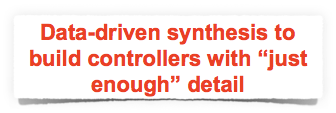 Data-driven synthesis to
build controllers with “just
enough” detail